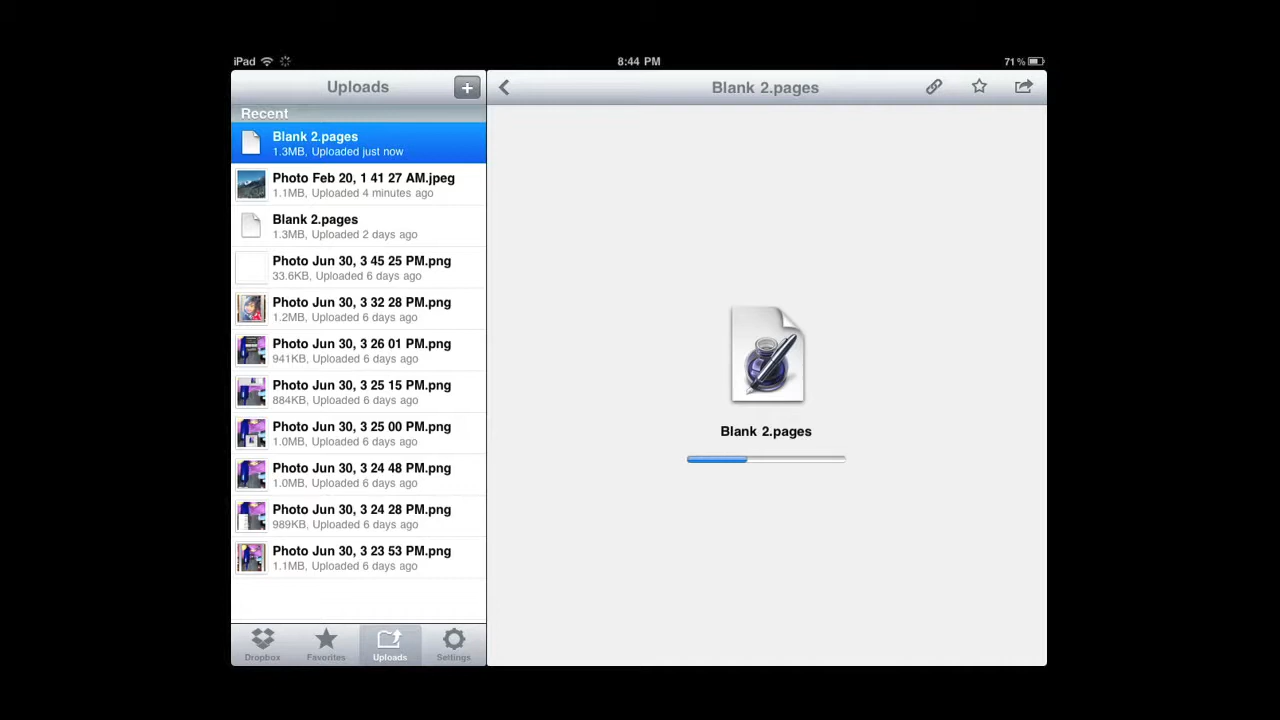 iPad
8:44 PM
71 %
Uploads
+
Blank 2.pages
Recent
Blank 2.pages
1.3MB, Uploaded just now
Photo Feb 20, 1 41 27 AM.jpeg
1.1MB, Uploaded 4 minutes ago
Blank 2.pages
1.3MB, Uploaded 2 days ago
Photo Jun 30, 3 45 25 PM.png
33.6KB, Uploaded 6 days ago
Photo Jun 30, 3 32 28 PM.png
1.2MB, Uploaded 6 days ago
Photo Jun 30, 3 26 01 PM.png
941KB, Uploaded 6 days ago
Photo Jun 30, 3 25 15 PM.png
884KB, Uploaded 6 days ago
Photo Jun 30, 3 25 00 PM.png
1.0MB, Uploaded 6 days ago
Photo Jun 30, 3 24 48 PM.png
1.0MB, Uploaded 6 days ago
Photo Jun 30, 3 24 28 PM.png
989KB, Uploaded 6 days ago
Photo Jun 30, 3 23 53 PM.png
1.1MB, Uploaded 6 days ago
Blank 2.pages
Dropbox
Favorites
Uploads
Settings